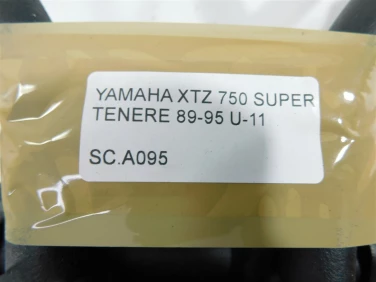 YAMAHA XTZ 750 SUPER
TENERE 89-95 U-11
SC.A095